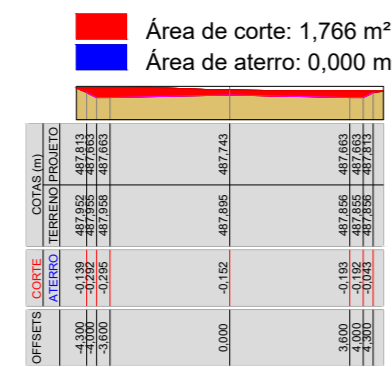 Área de corte: 1,766 m²
Área de aterro: 0,000 m
COTAS (m)
PROJETO
487,813 487,663 487,663 487,743 487,663 487,663 487,813
TERRENO
487,952 487,955 487,958 487,895 487,856 487,855 487,856
CORTE
ATERRO
-0,139 -0,292 -0,295 -0,152 -0,193 -0,192 -0,043
OFFSETS
-4,300 -4,000 -3,600 0,000 3,600 4,000 4,300